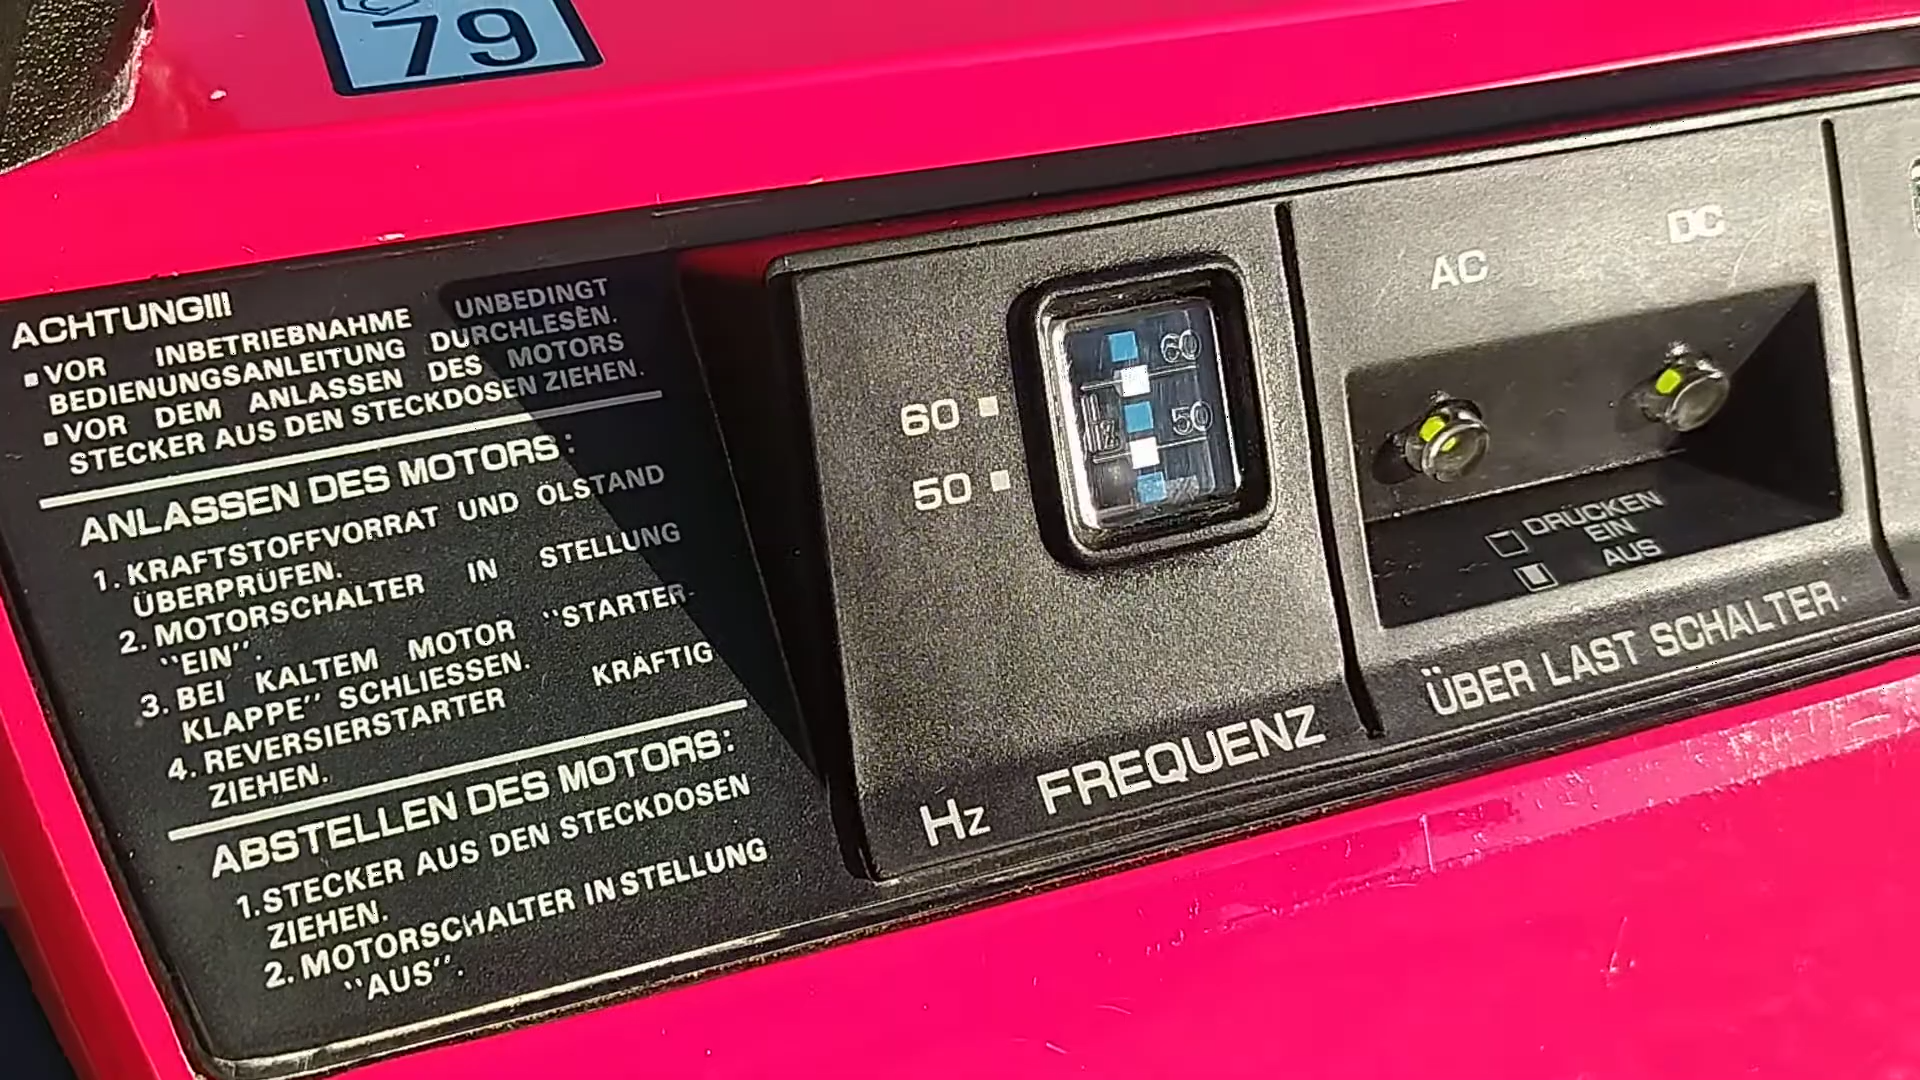 79
ACHTUNG!!!
VOR INBETRIEBNAHME UNBEDINGT
BEDIENUNGSANLEITUNG DURCHLESEN.
VOR DEM ANLASSEN DES MOTORS
STECKER AUS DEN STECKDOSEN ZIEHEN.
ANLASSEN DES MOTORS:
1. KRAFTSTOFFVORRAT UND ÖLSTAND
ÜBERPRÜFEN.
2. MOTORSCHALTER IN STELLUNG
"EIN".
3. BEI KALTEM MOTOR "STARTER-
KLAPPE" SCHLIESSEN.
4. REVERSIERSTARTER KRÄFTIG
ZIEHEN.
ABSTELLEN DES MOTORS:
1. STECKER AUS DEN STECKDOSEN
ZIEHEN.
2. MOTORSCHALTER IN STELLUNG
"AUS".
60
50
60
50
Hz
Hz FREQUENZ
AC
DC
DRÜCKEN
EIN
AUS
ÜBER LAST SCHALTER